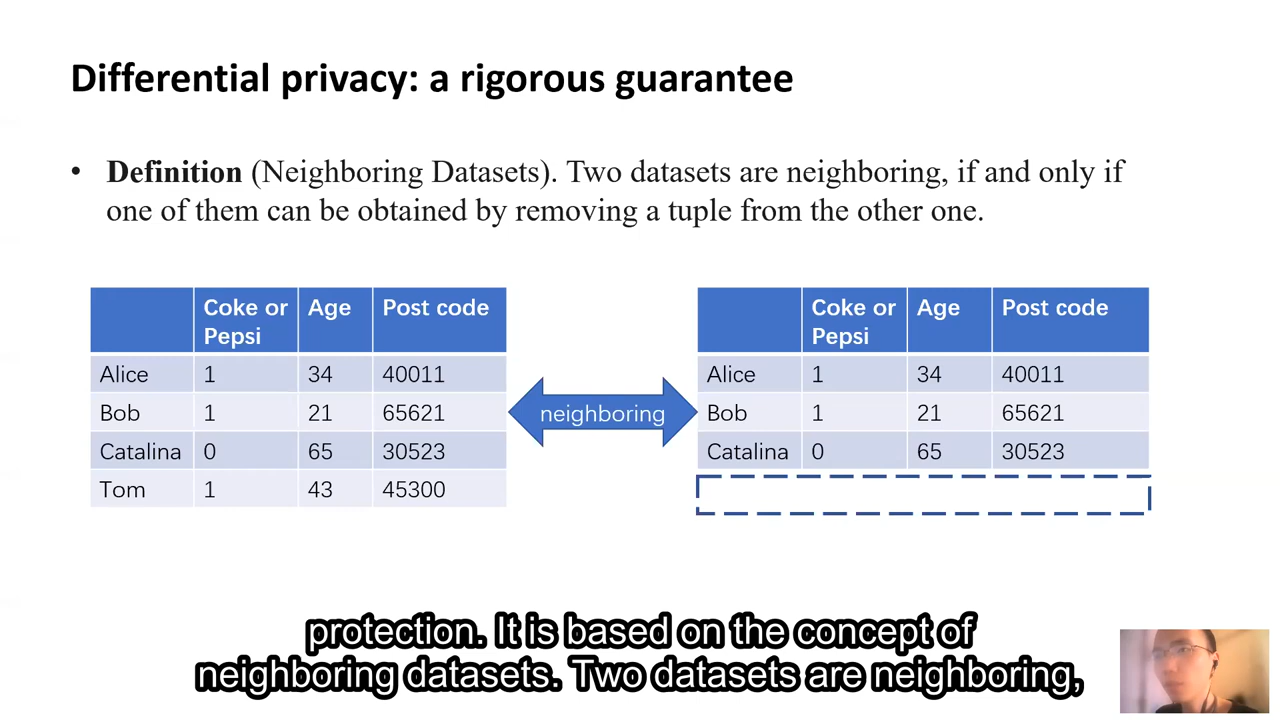 Differential privacy: a rigorous guarantee
• Definition (Neighboring Datasets). Two datasets are neighboring, if and only if
one of them can be obtained by removing a tuple from the other one.
Coke or Pepsi Age Post code
Alice 1 34 40011
Bob 1 21 65621
Catalina 0 65 30523
Tom 1 43 45300
neighboring
Coke or Pepsi Age Post code
Alice 1 34 40011
Bob 1 21 65621
Catalina 0 65 30523
protection. It is based on the concept of
neighboring datasets. Two datasets are neighboring,